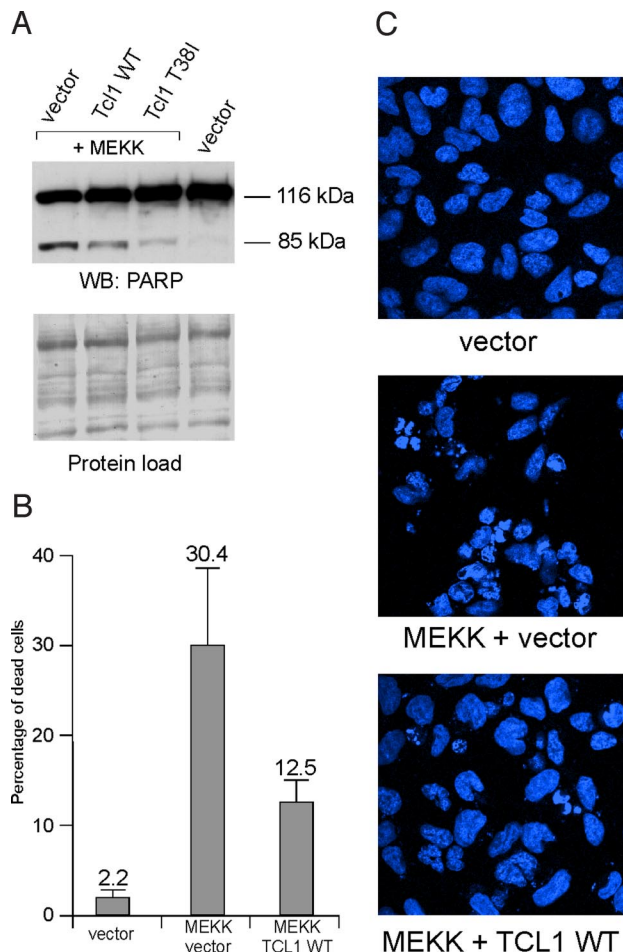 A
vector
Tcl1 WT
Tcl1 T38I
vector
+ MEKK
116 kDa
85 kDa
WB: PARP
Protein load
B
Percentage of dead cells
40
30
20
10
0
2.2
30.4
12.5
vector
MEKK
vector
MEKK
TCL1 WT
C
vector
MEKK + vector
MEKK + TCL1 WT